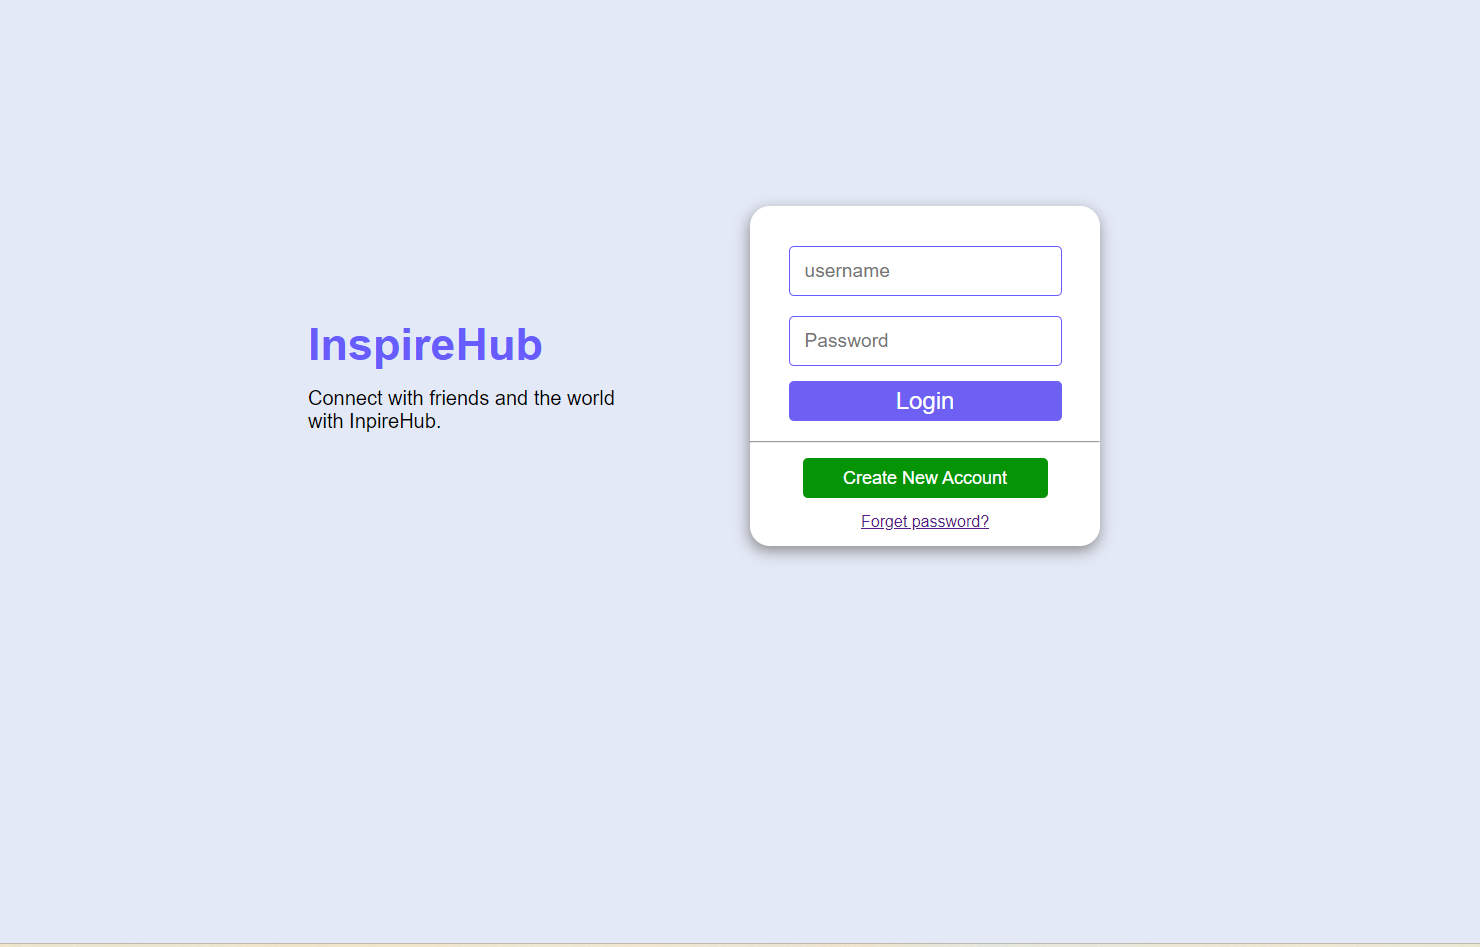 InspireHub
Connect with friends and the world
with InpireHub.
username
Password
Login
Create New Account
Forget password?